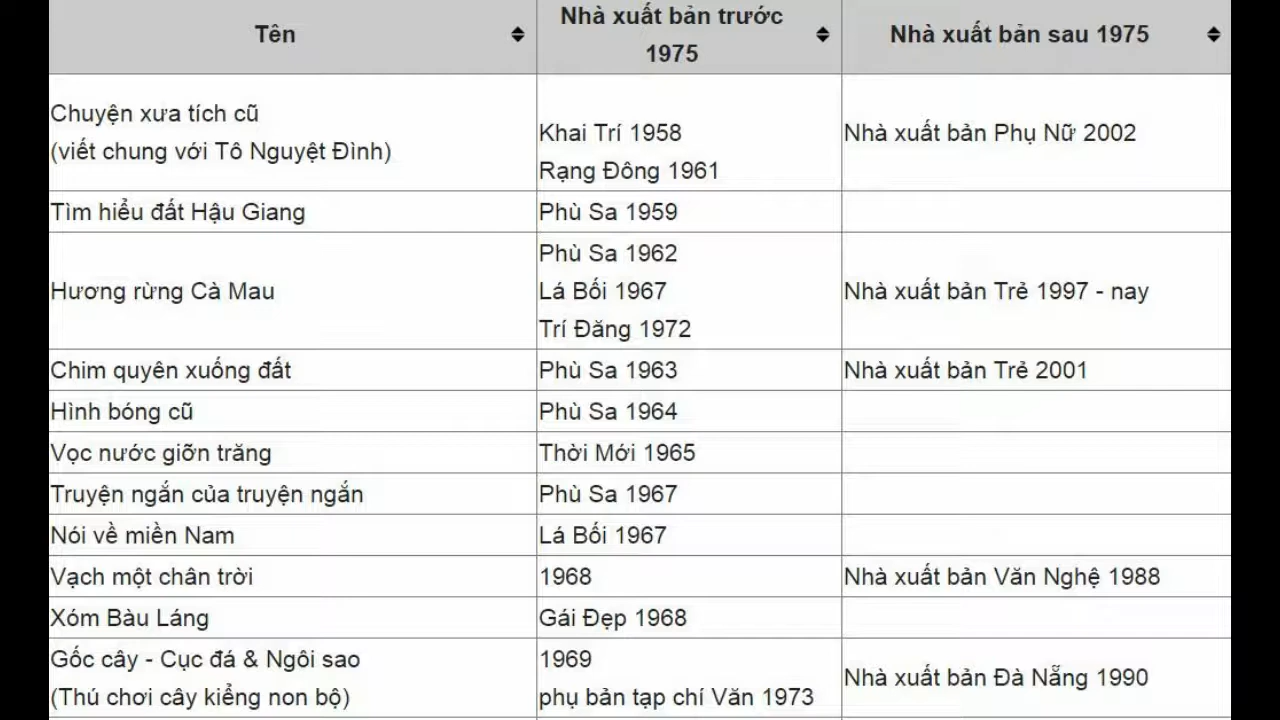 Tên
Nhà xuất bản trước
1975
Nhà xuất bản sau 1975
Chuyện xưa tích cũ
(viết chung với Tô Nguyệt Đình)
Khai Trí 1958
Rạng Đông 1961
Nhà xuất bản Phụ Nữ 2002
Tìm hiểu đất Hậu Giang
Phù Sa 1959
Hương rừng Cà Mau
Phù Sa 1962
Lá Bối 1967
Trí Đăng 1972
Nhà xuất bản Trẻ 1997 - nay
Chim quyên xuống đất
Phù Sa 1963
Nhà xuất bản Trẻ 2001
Hình bóng cũ
Phù Sa 1964
Vọc nước giỡn trăng
Thời Mới 1965
Truyện ngắn của truyện ngắn
Phù Sa 1967
Nói về miền Nam
Lá Bối 1967
Vạch một chân trời
1968
Nhà xuất bản Văn Nghệ 1988
Xóm Bàu Láng
Gái Đẹp 1968
Gốc cây - Cục đá & Ngôi sao
(Thú chơi cây kiểng non bộ)
1969
phụ bản tạp chí Văn 1973
Nhà xuất bản Đà Nẵng 1990